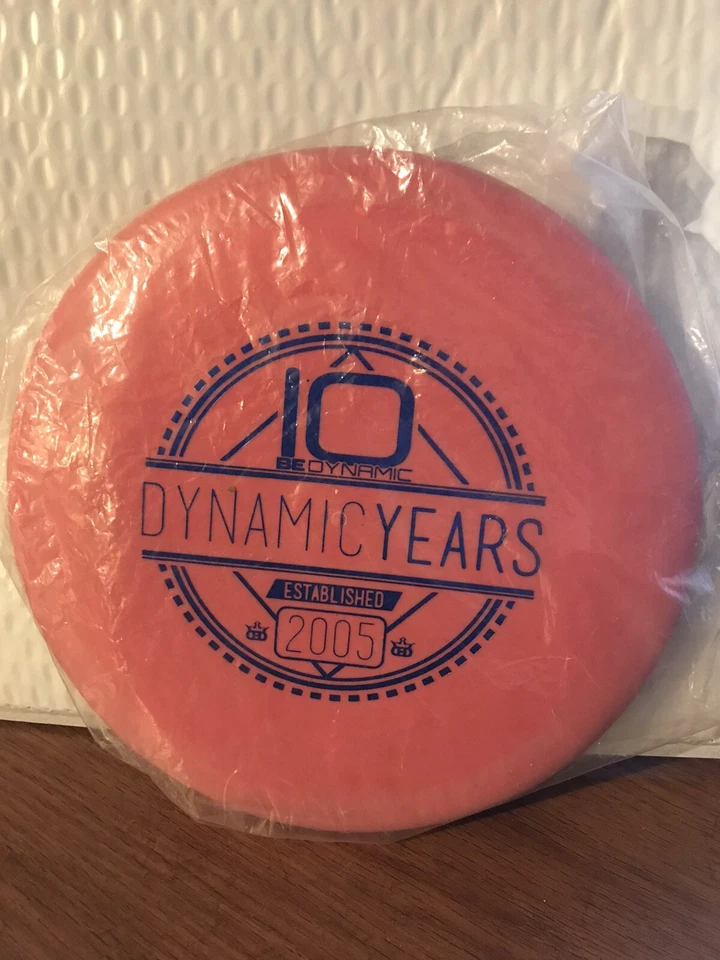 10
BE DYNAMIC
DYNAMICYEARS
ESTABLISHED
2005